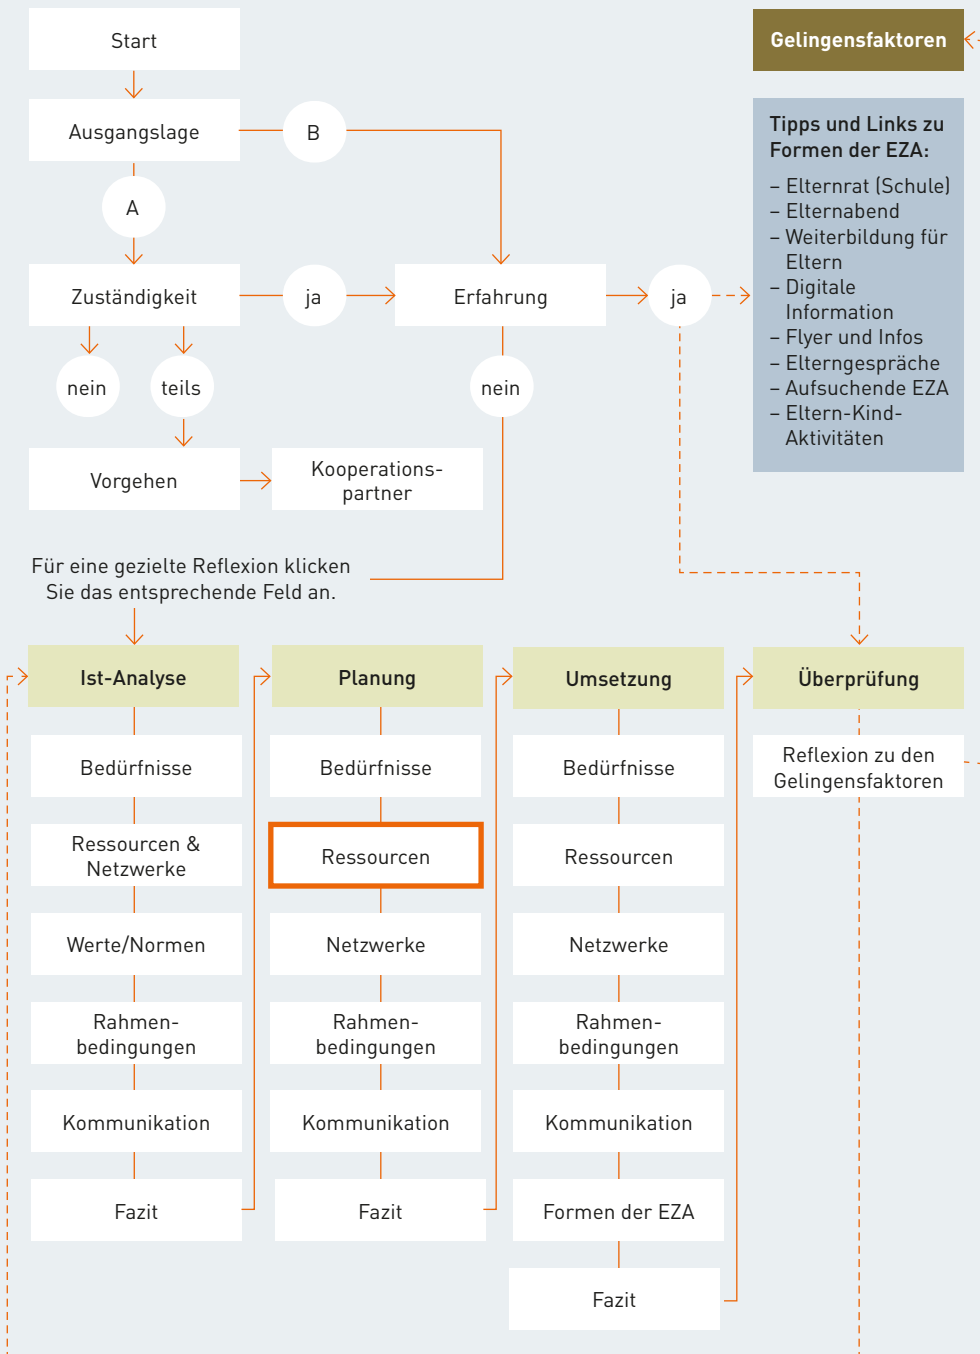 Start
Gelingensfaktoren
Ausgangslage
B
A
Tipps und Links zu
Formen der EZA:
– Elternrat (Schule)
– Elternabend
– Weiterbildung für
Eltern
– Digitale
Information
– Flyer und Infos
– Elterngespräche
– Aufsuchende EZA
– Eltern-Kind-
Aktivitäten
Zuständigkeit
ja
Erfahrung
ja
nein
teils
nein
Vorgehen
Kooperations-
partner
Für eine gezielte Reflexion klicken
Sie das entsprechende Feld an.
Ist-Analyse
Bedürfnisse
Ressourcen &
Netzwerke
Werte/Normen
Rahmen-
bedingungen
Kommunikation
Fazit
Planung
Bedürfnisse
Ressourcen
Netzwerke
Rahmen-
bedingungen
Kommunikation
Fazit
Umsetzung
Bedürfnisse
Ressourcen
Netzwerke
Rahmen-
bedingungen
Kommunikation
Formen der EZA
Fazit
Überprüfung
Reflexion zu den
Gelingensfaktoren